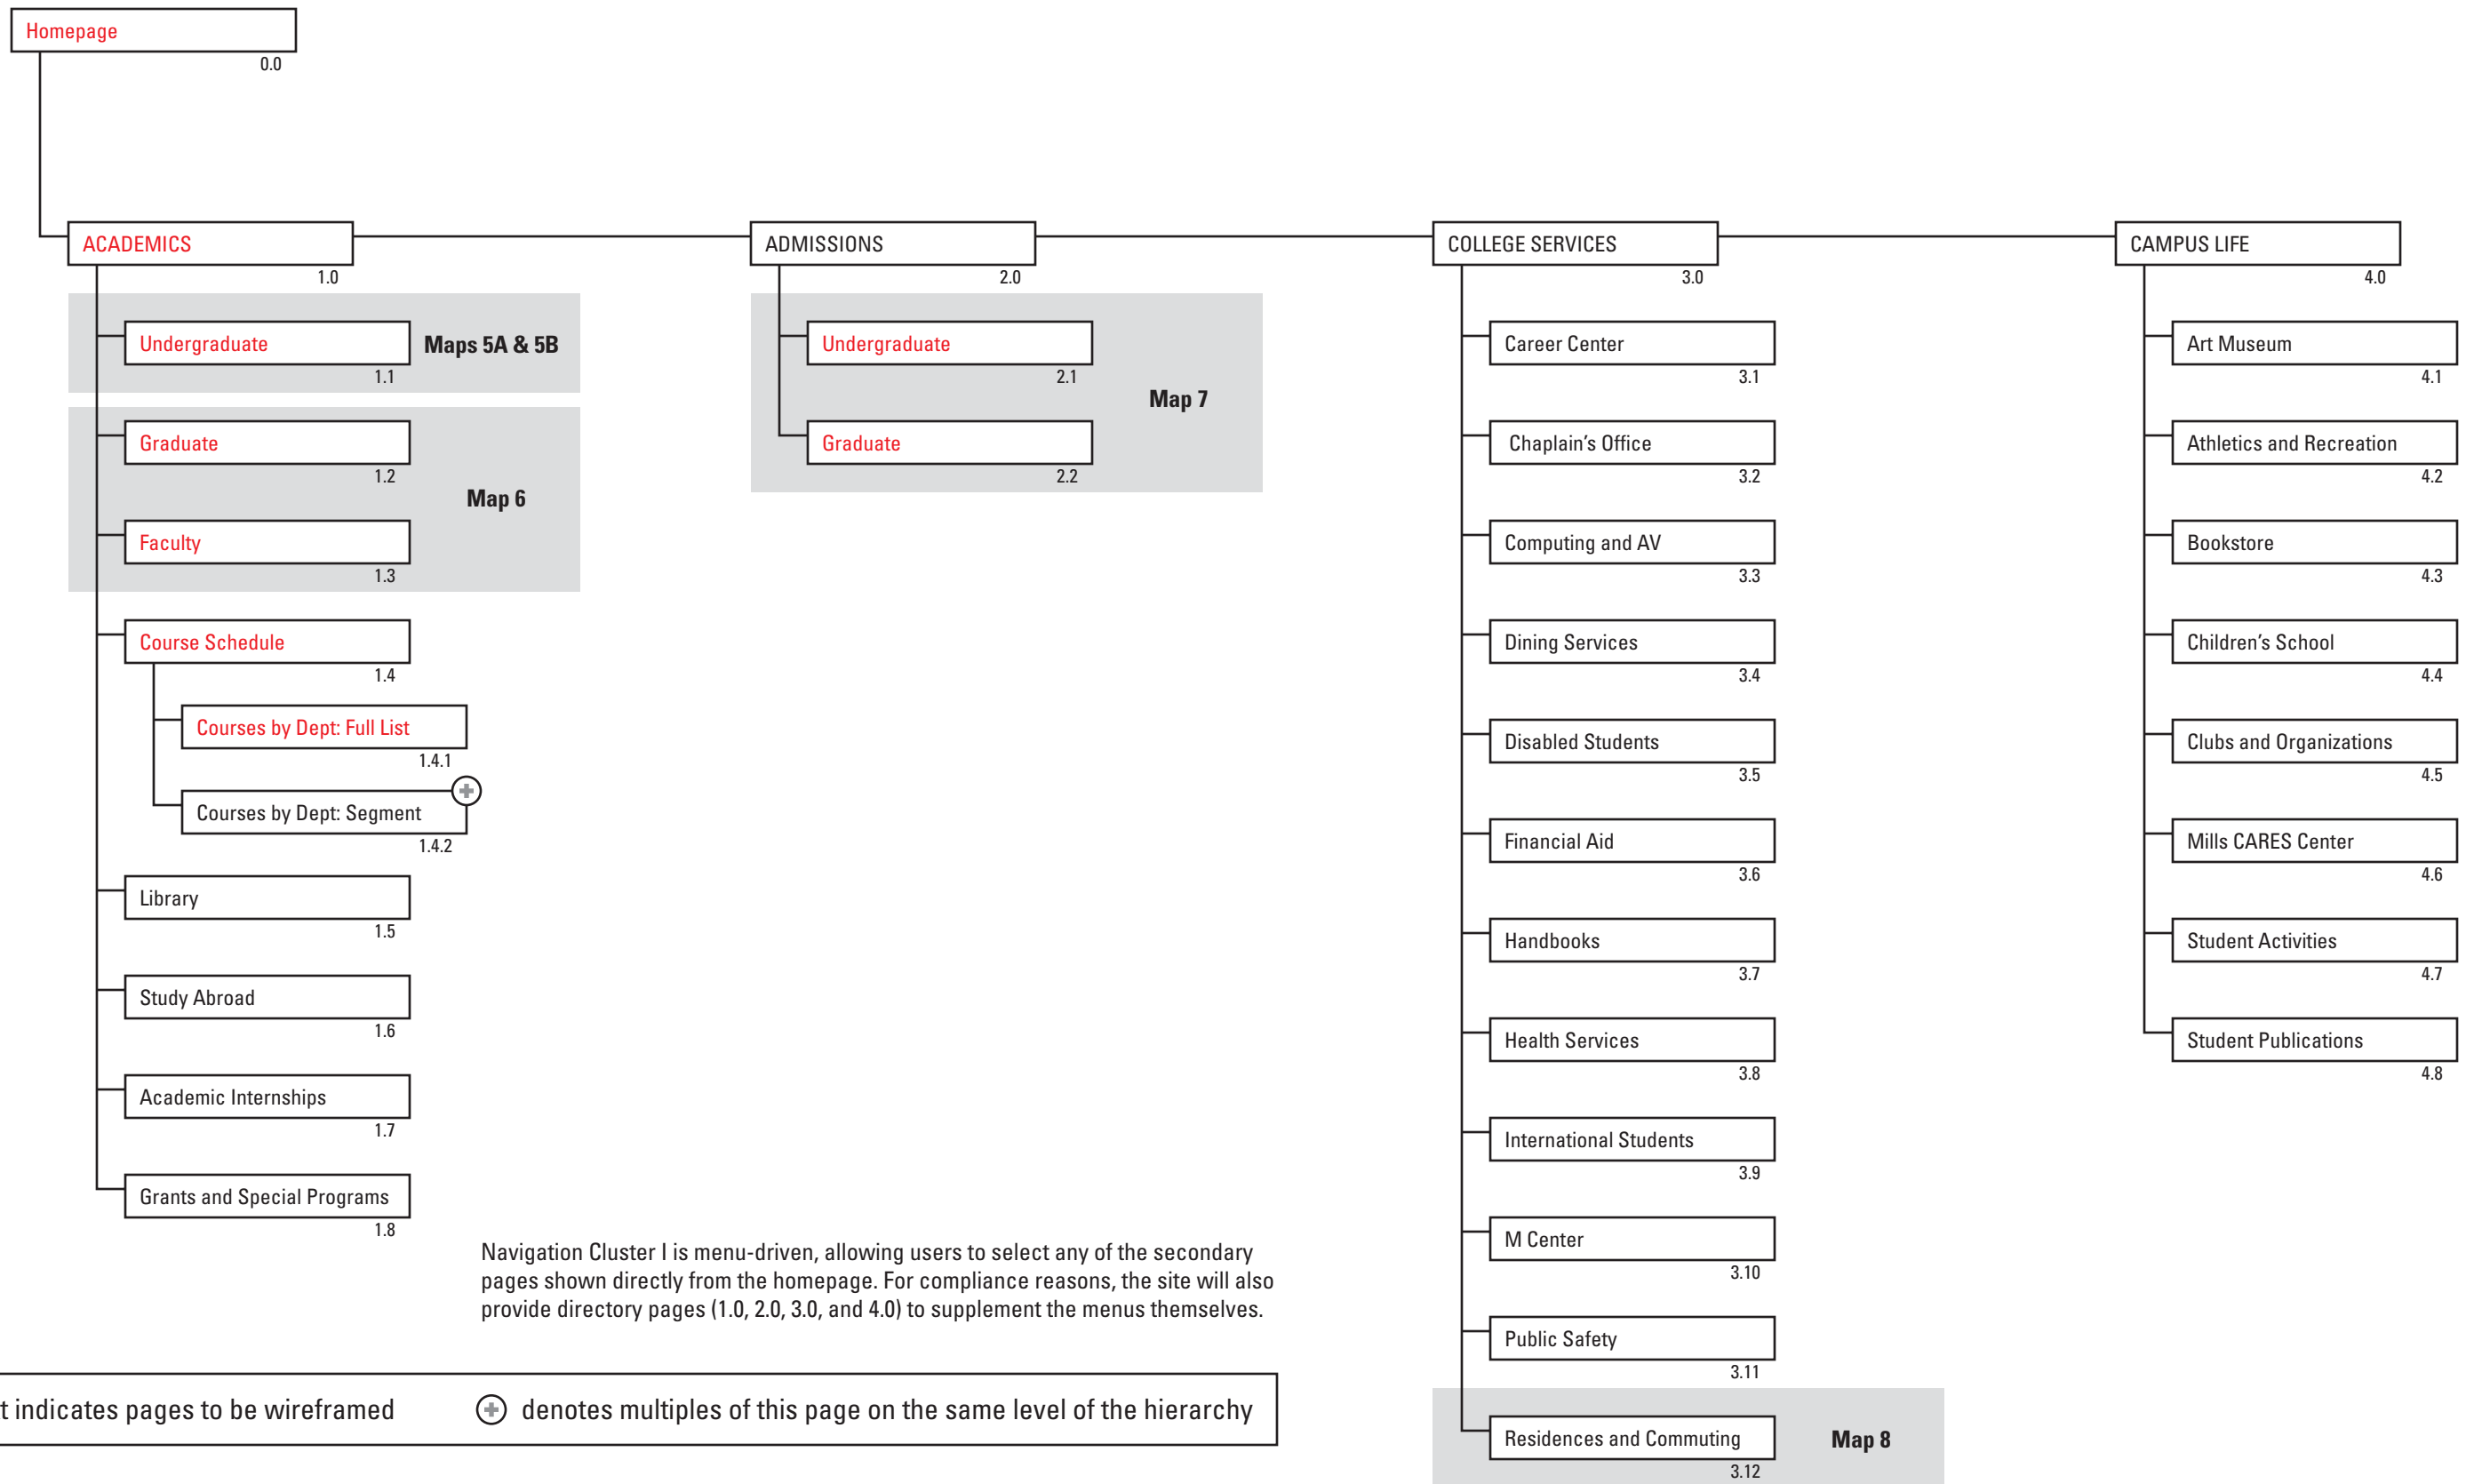 Homepage
0.0
ACADEMICS
1.0
Undergraduate
1.1
Maps 5A & 5B
Graduate
1.2
Map 6
Faculty
1.3
Course Schedule
1.4
Courses by Dept: Full List
1.4.1
Courses by Dept: Segment
1.4.2
Library
1.5
Study Abroad
1.6
Academic Internships
1.7
Grants and Special Programs
1.8
ADMISSIONS
2.0
Undergraduate
2.1
Map 7
Graduate
2.2
COLLEGE SERVICES
3.0
Career Center
3.1
Chaplain’s Office
3.2
Computing and AV
3.3
Dining Services
3.4
Disabled Students
3.5
Financial Aid
3.6
Handbooks
3.7
Health Services
3.8
International Students
3.9
M Center
3.10
Public Safety
3.11
Residences and Commuting
3.12
Map 8
CAMPUS LIFE
4.0
Art Museum
4.1
Athletics and Recreation
4.2
Bookstore
4.3
Children’s School
4.4
Clubs and Organizations
4.5
Mills CARES Center
4.6
Student Activities
4.7
Student Publications
4.8
Navigation Cluster I is menu-driven, allowing users to select any of the secondary
pages shown directly from the homepage. For compliance reasons, the site will also
provide directory pages (1.0, 2.0, 3.0, and 4.0) to supplement the menus themselves.
t indicates pages to be wireframed
denotes multiples of this page on the same level of the hierarchy